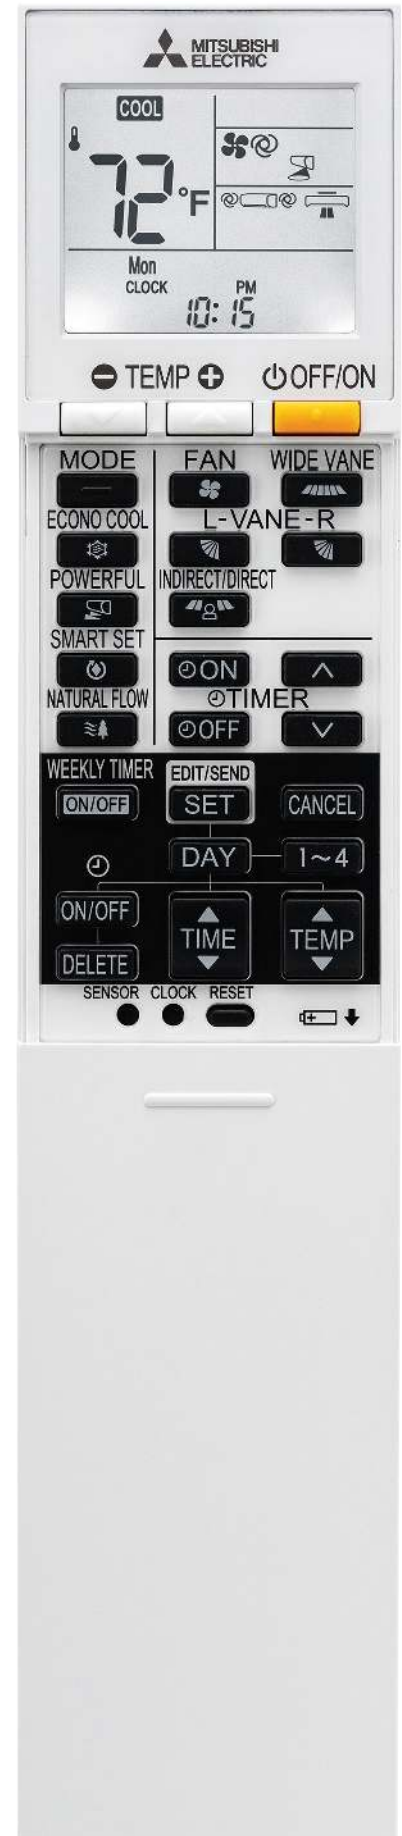 MITSUBISHI
ELECTRIC
COOL
72°F
Mon
CLOCK PM
10:15
TEMP OFF/ON
MODE FAN WIDE VANE
ECONO COOL L-VANE-R
POWERFUL INDIRECT/DIRECT
SMART SET
ON
NATURAL FLOW TIMER
OFF
WEEKLY TIMER EDIT/SEND
ON/OFF SET CANCEL
DAY 1~4
ON/OFF TIME TEMP
DELETE
SENSOR CLOCK RESET